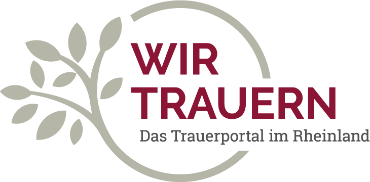 WIR
TRAUERN
Das Trauerportal im Rheinland